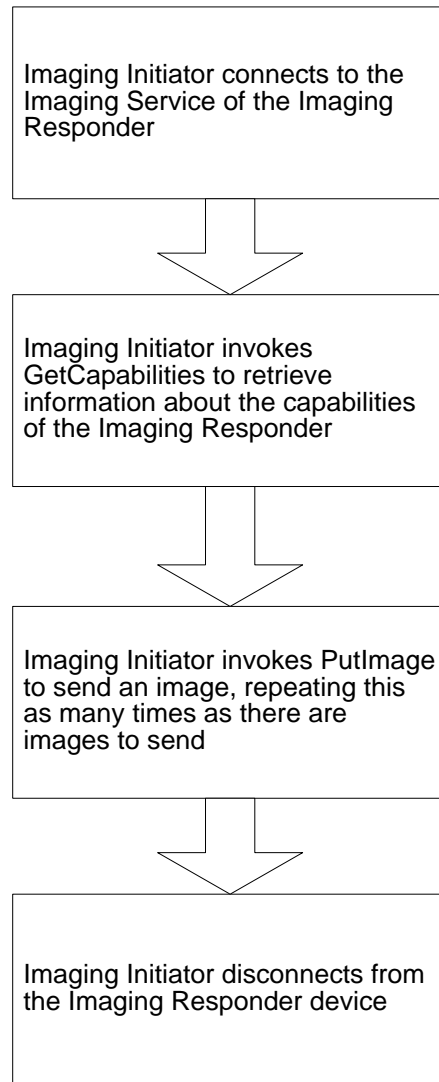 Imaging Initiator connects to the
Imaging Service of the Imaging
Responder
Imaging Initiator invokes
GetCapabilities to retrieve
information about the capabilities
of the Imaging Responder
Imaging Initiator invokes PutImage
to send an image, repeating this
as many times as there are
images to send
Imaging Initiator disconnects from
the Imaging Responder device